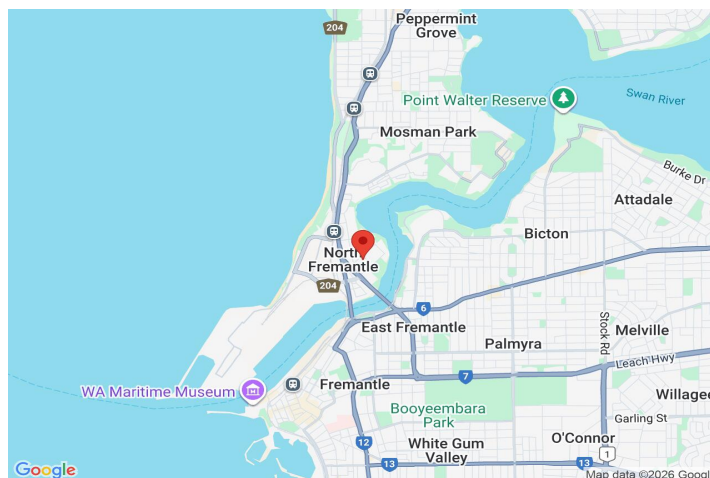 Peppermint
Grove
204
Point Walter Reserve
Swan River
Mosman Park
Burke Dr
Attadale
Bicton
North
Fremantle
204
6
East Fremantle
Stock Rd
Melville
Palmyra
Leach Hwy
WA Maritime Museum
Fremantle
7
Willagee
Booyeembara
Park
Garling St
12
White Gum
Valley
O'Connor
13
13
1
Google
Map data ©2026 Googl